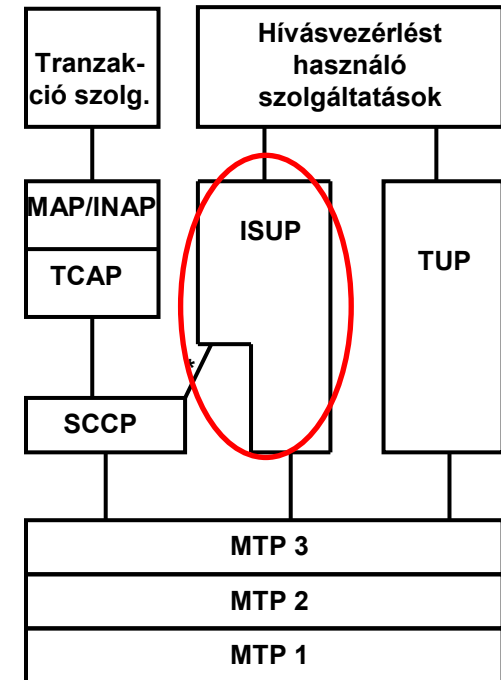 Tranzak-
ció szolg.
Hívásvezérlést
használó
szolgáltatások
MAP/INAP
TCAP
ISUP
TUP
*
SCCP
MTP 3
MTP 2
MTP 1